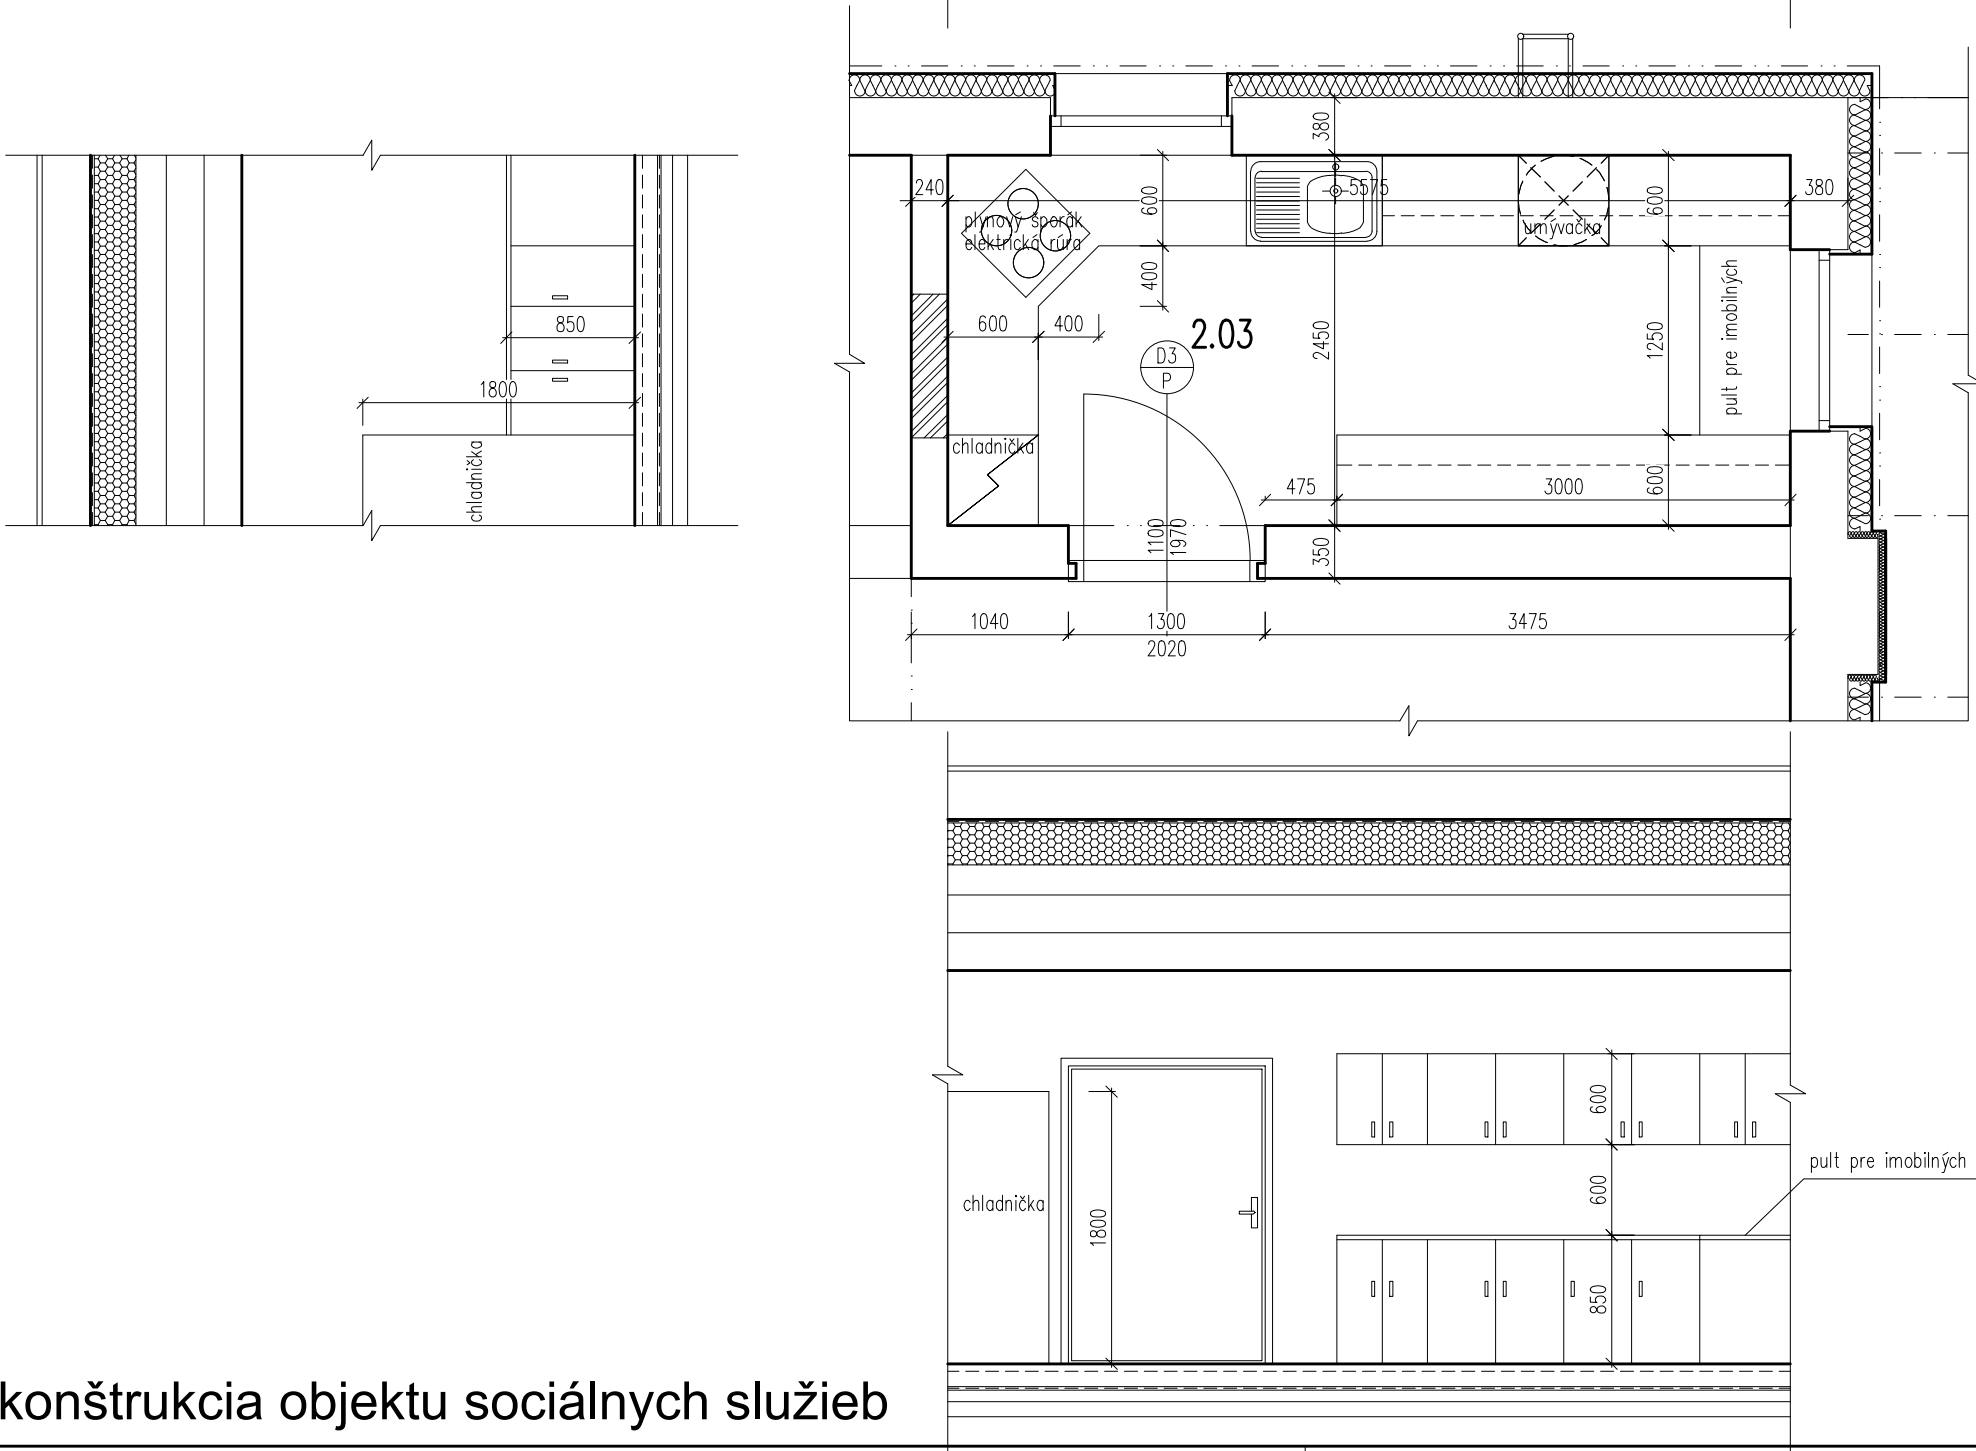 380
240
5575
380
600
600
plynový šporák
elektrická rúra
umývačka
400
850
600
400
2.03
2450
1250
pult pre imobilných
D3
P
1800
chladnička
chladnička
475
3000
600
1100
1970
350
1040
1300
3475
2020
600
pult pre imobilných
600
chladnička
1800
850
konštrukcia objektu sociálnych služieb